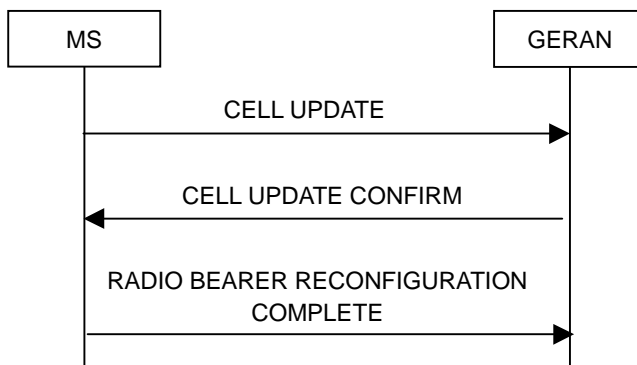 MS
GERAN
CELL UPDATE
CELL UPDATE CONFIRM
RADIO BEARER RECONFIGURATION
COMPLETE